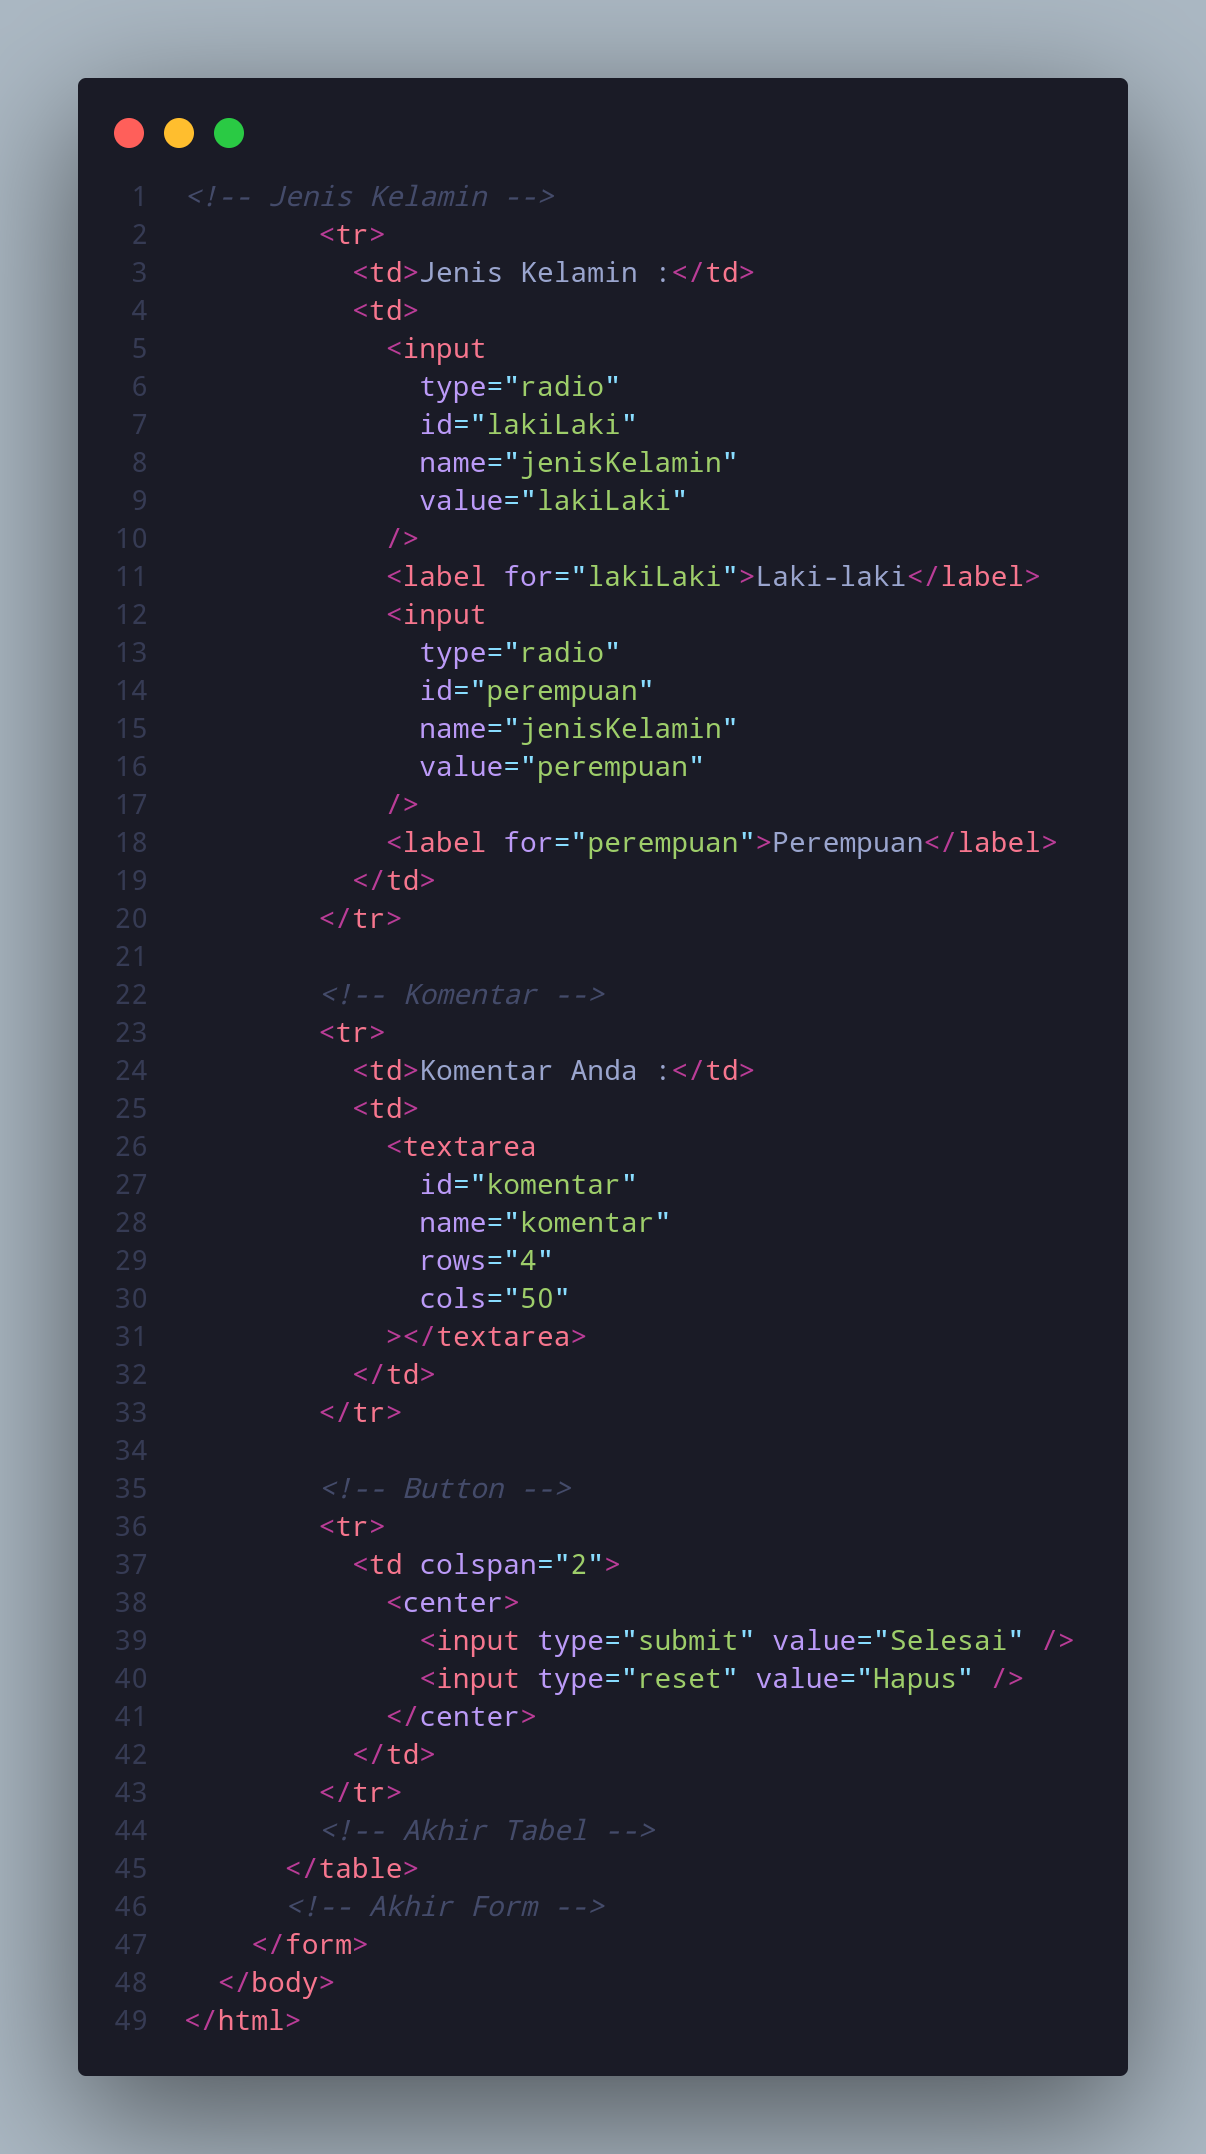 1 <!-- Jenis Kelamin -->
2         <tr>
3           <td>Jenis Kelamin :</td>
4           <td>
5             <input
6               type="radio"
7               id="lakiLaki"
8               name="jenisKelamin"
9               value="lakiLaki"
10             />
11             <label for="lakiLaki">Laki-laki</label>
12             <input
13               type="radio"
14               id="perempuan"
15               name="jenisKelamin"
16               value="perempuan"
17             />
18             <label for="perempuan">Perempuan</label>
19           </td>
20         </tr>
21
22         <!-- Komentar -->
23         <tr>
24           <td>Komentar Anda :</td>
25           <td>
26             <textarea
27               id="komentar"
28               name="komentar"
29               rows="4"
30               cols="50"
31             ></textarea>
32           </td>
33         </tr>
34
35         <!-- Button -->
36         <tr>
37           <td colspan="2">
38             <center>
39               <input type="submit" value="Selesai" />
40               <input type="reset" value="Hapus" />
41             </center>
42           </td>
43         </tr>
44         <!-- Akhir Tabel -->
45       </table>
46       <!-- Akhir Form -->
47     </form>
48   </body>
49 </html>